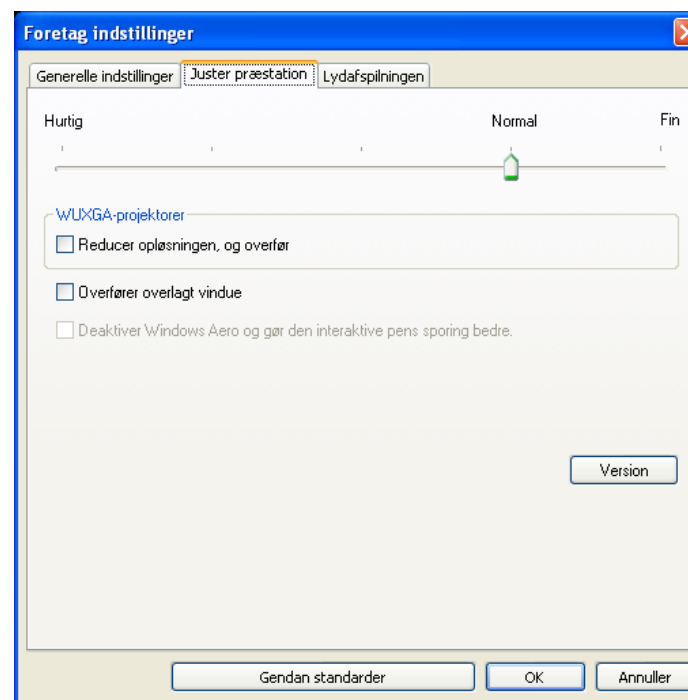 Foretag indstillinger
Generelle indstillinger Juster præstation Lydafspilningen
Hurtig Normal Fin
WUXGA-projektorer
Reducer opløsningen, og overfør
Overfører overlagt vindue
Deaktiver Windows Aero og gør den interaktive pens sporing bedre.
Version
Gendan standarder OK Annuller